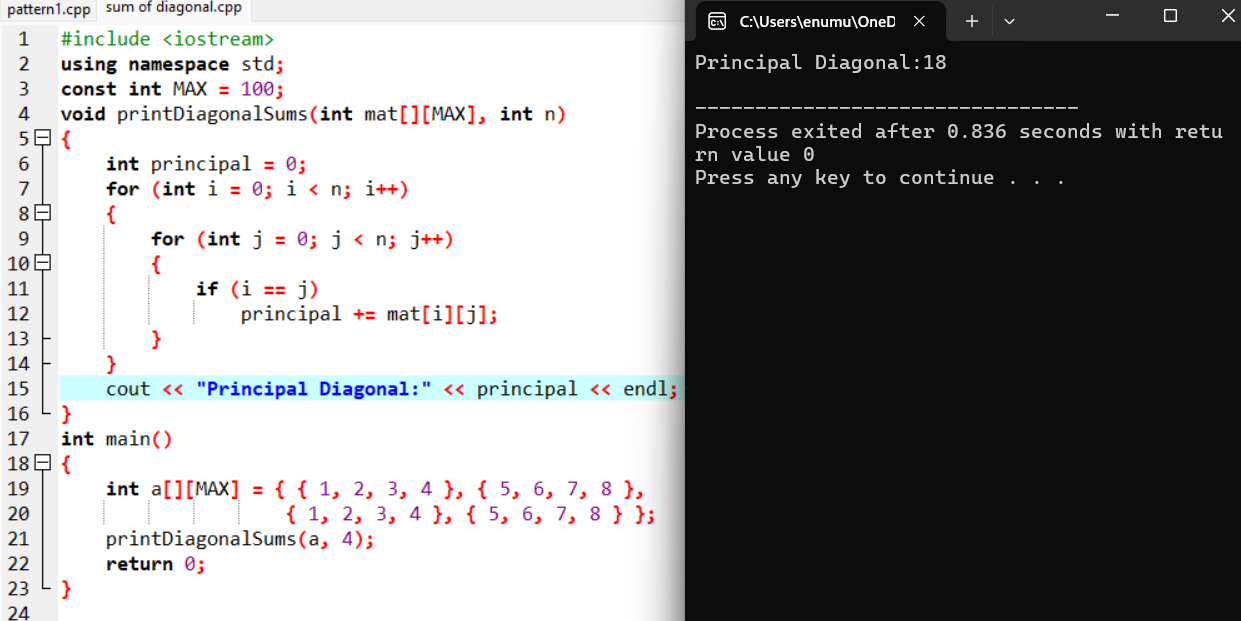 pattern1.cpp sum of diagonal.cpp
1 #include <iostream>
2 using namespace std;
3 const int MAX = 100;
4 void printDiagonalSums(int mat[][MAX], int n)
5 {
6 int principal = 0;
7 for (int i = 0; i < n; i++)
8 {
9 for (int j = 0; j < n; j++)
10 {
11 if (i == j)
12 principal += mat[i][j];
13 }
14 }
15 cout << "Principal Diagonal:" << principal << endl;
16 }
17 int main()
18 {
19 int a[][MAX] = { { 1, 2, 3, 4 }, { 5, 6, 7, 8 },
20 { 1, 2, 3, 4 }, { 5, 6, 7, 8 } };
21 printDiagonalSums(a, 4);
22 return 0;
23 }
24
C:\Users\enumu\OneD
Principal Diagonal:18
--------------------------------
Process exited after 0.836 seconds with retu
rn value 0
Press any key to continue . . .